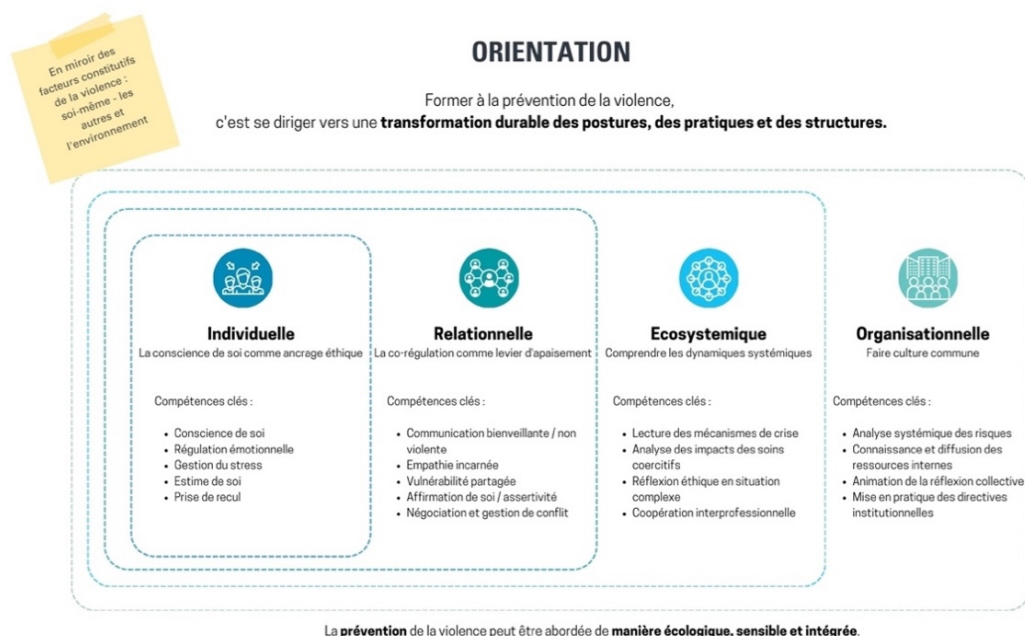 En miroir des
facteurs constitutifs
de la violence :
soi-même - les
autres et
l'environnement
ORIENTATION
Former à la prévention de la violence,
c'est se diriger vers une transformation durable des postures, des pratiques et des structures.
Individuelle
La conscience de soi comme ancrage éthique
Compétences clés :
• Conscience de soi
• Régulation émotionnelle
• Gestion du stress
• Estime de soi
• Prise de recul
Relationnelle
La co-régulation comme levier d'apaisement
Compétences clés :
• Communication bienveillante / non
violente
• Empathie incarnée
• Vulnérabilité partagée
• Affirmation de soi / assertivité
• Négociation et gestion de conflit
Ecosystemique
Comprendre les dynamiques systémiques
Compétences clés :
• Lecture des mécanismes de crise
• Analyse des impacts des soins
coercitifs
• Réflexion éthique en situation
complexe
• Coopération interprofessionnelle
Organisationnelle
Faire culture commune
Compétences clés :
• Analyse systémique des risques
• Connaissance et diffusion des
ressources internes
• Animation de la réflexion collective
• Mise en pratique des directives
institutionnelles
La prévention de la violence peut être abordée de manière écologique, sensible et intégrée.